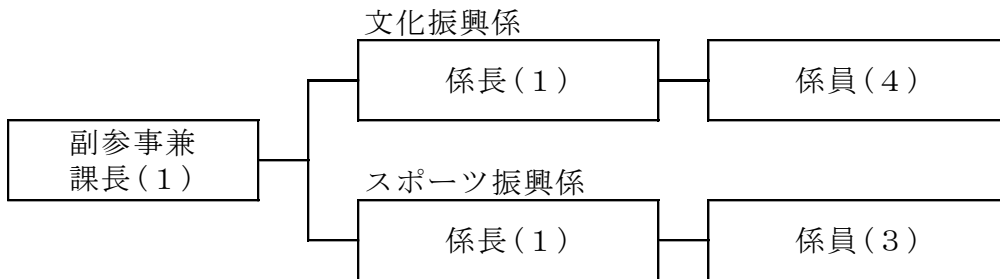 文化振興係
係長(１)
係員(４)
副参事兼
課長(１)
スポーツ振興係
係長(１)
係員(３)